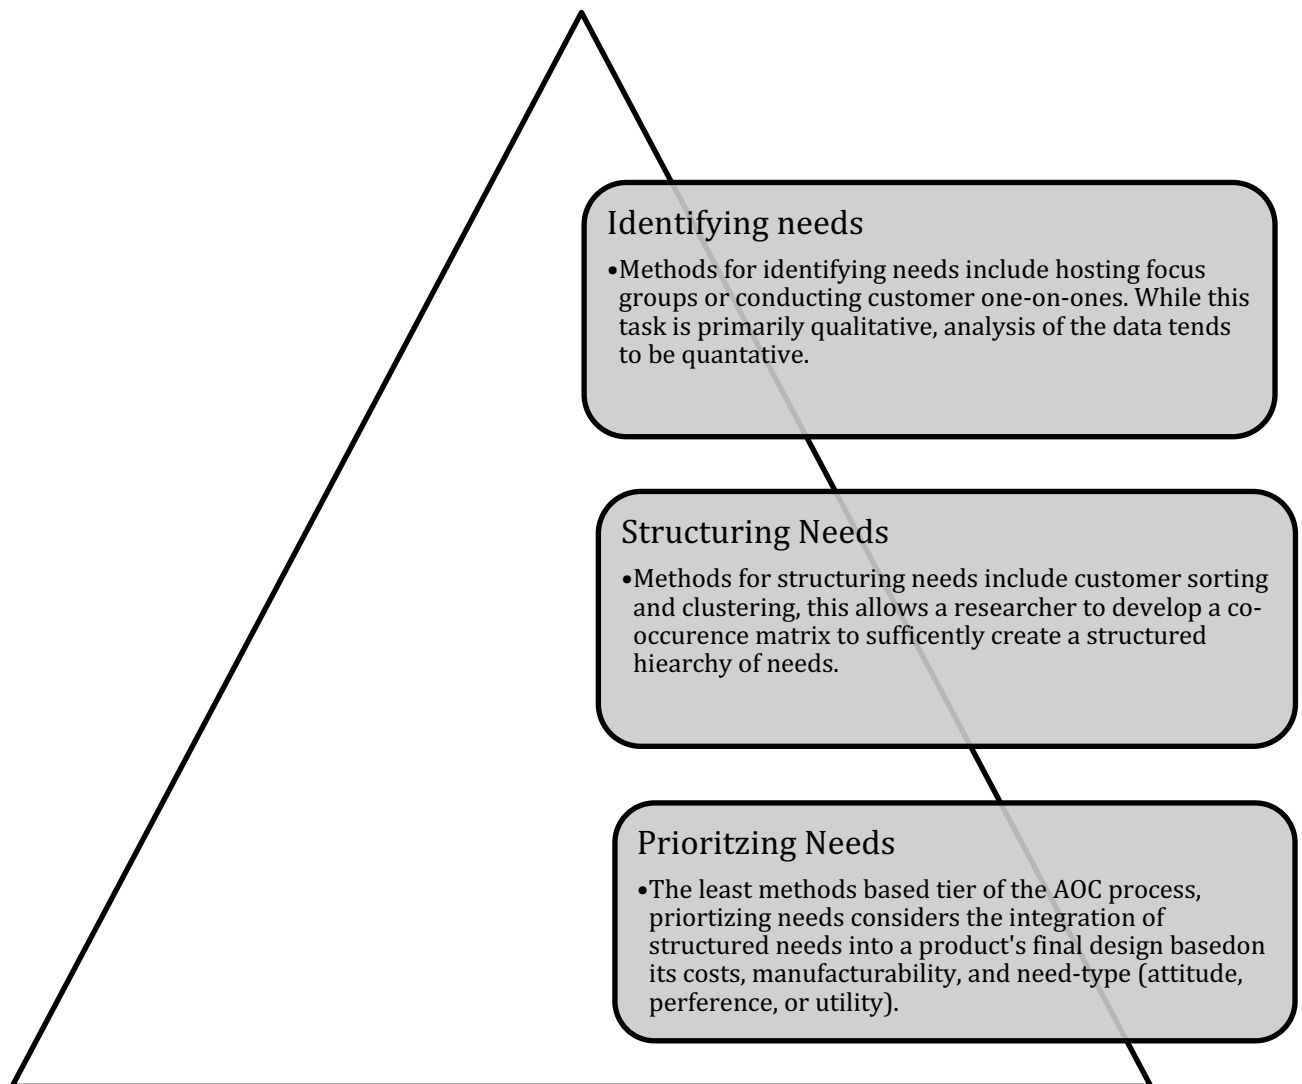 Identifying needs
•Methods for identifying needs include hosting focus
groups or conducting customer one-on-ones. While this
task is primarily qualitative, analysis of the data tends
to be quantative.
Structuring Needs
•Methods for structuring needs include customer sorting
and clustering, this allows a researcher to develop a co-
occurence matrix to sufficently create a structured
hiearchy of needs.
Prioritzing Needs
•The least methods based tier of the AOC process,
priortizing needs considers the integration of
structured needs into a product's final design basedon
its costs, manufacturability, and need-type (attitude,
perference, or utility).